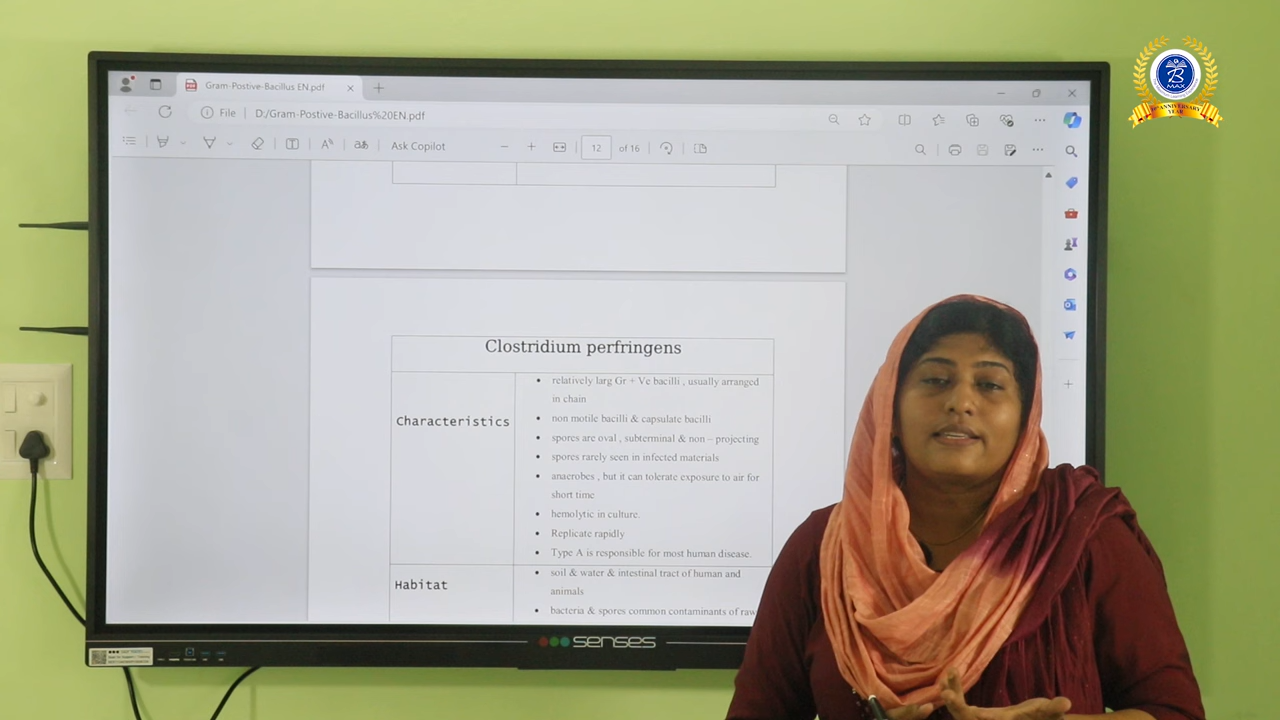 Gram-Postive-Bacillus EN.pdf
File
D:/Gram-Postive-Bacillus%20EN.pdf
Ask Copilot
12 of 16
B
MAX
ANNIVERSARY
YEAR
Clostridium perfringens
Characteristics
• relatively larg Gr + Ve bacilli , usually arranged
in chain
• non motile bacilli & capsulate bacilli
• spores are oval , subterminal & non – projecting
• spores rarely seen in infected materials
• anaerobes , but it can tolerate exposure to air for
short time
• hemolytic in culture.
• Replicate rapidly
• Type A is responsible for most human disease.
Habitat
• soil & water & intestinal tract of human and
animals
• bacteria & spores common contaminants of raw
senses